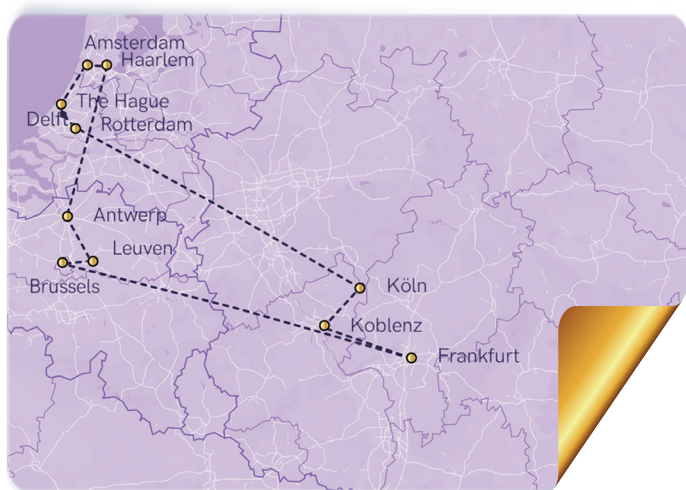 Amsterdam
Haarlem
The Hague
Delft
Rotterdam
Antwerp
Leuven
Brussels
Köln
Koblenz
Frankfurt